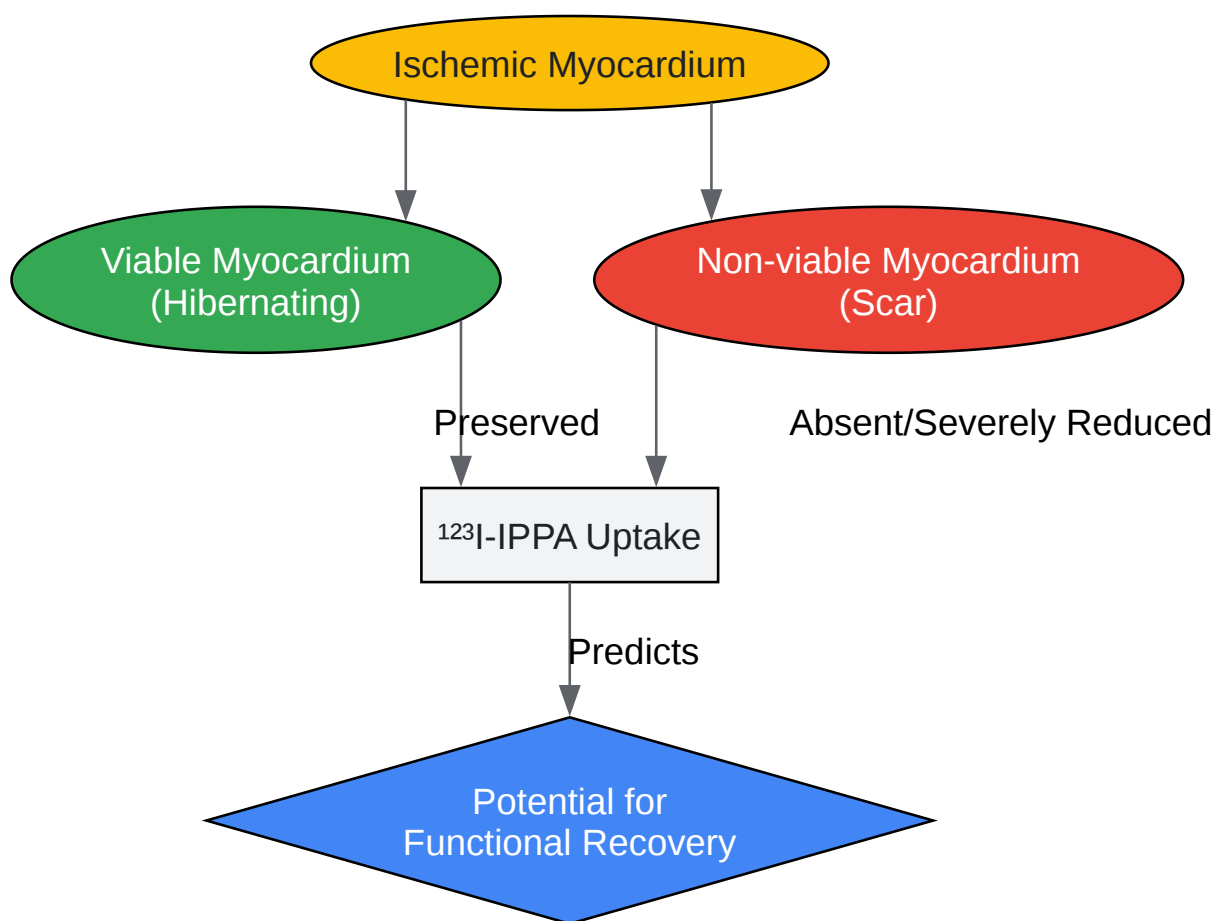 Ischemic Myocardium
Viable Myocardium
(Hibernating)
Non-viable Myocardium
(Scar)
Preserved
Absent/Severely Reduced
¹²³I-IPPA Uptake
Predicts
Potential for
Functional Recovery